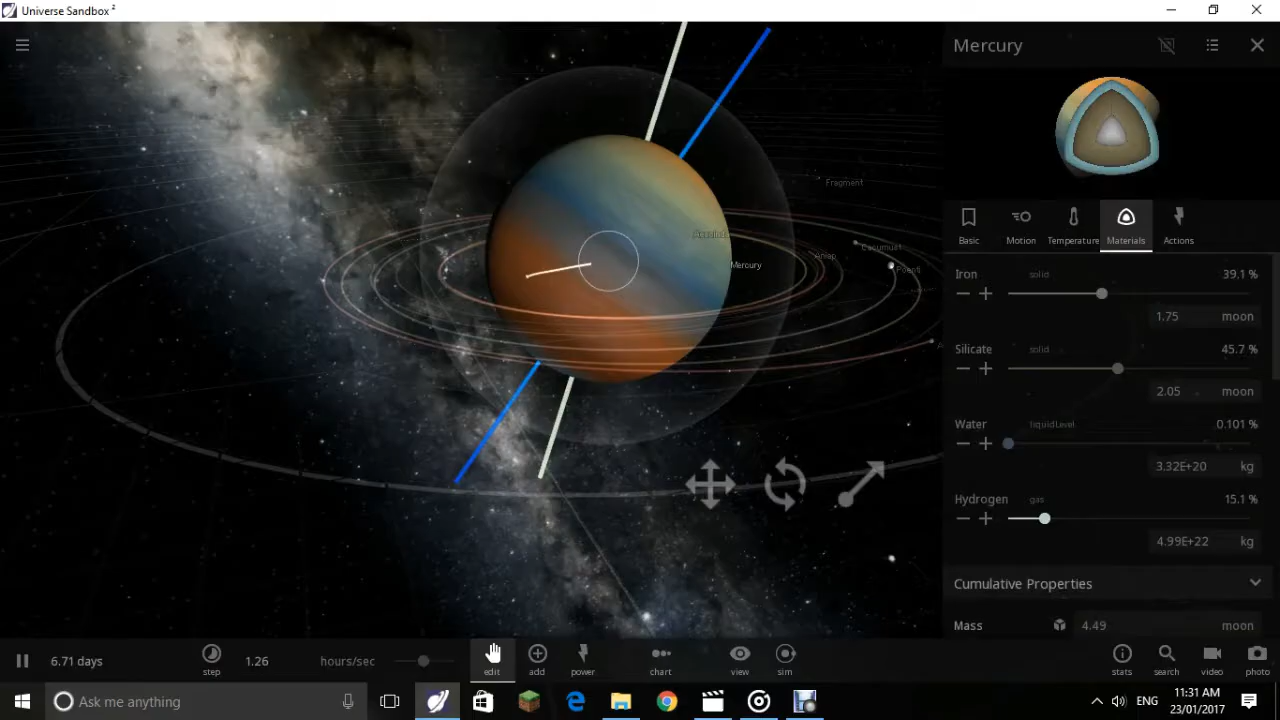 Universe Sandbox ²
Mercury
Fragment
Mercury
Basic
Motion
Temperature
Materials
Actions
Iron solid 39.1 %
1.75 moon
Silicate solid 45.7 %
2.05 moon
Water liquidLevel 0.101 %
3.32E+20 kg
Hydrogen gas 15.1 %
4.99E+22 kg
Cumulative Properties
Mass 4.49 moon
6.71 days
step
1.26 hours/sec
edit
add
power
chart
view
sim
stats
search
video
photo
Ask me anything
ENG
11:31 AM
23/01/2017